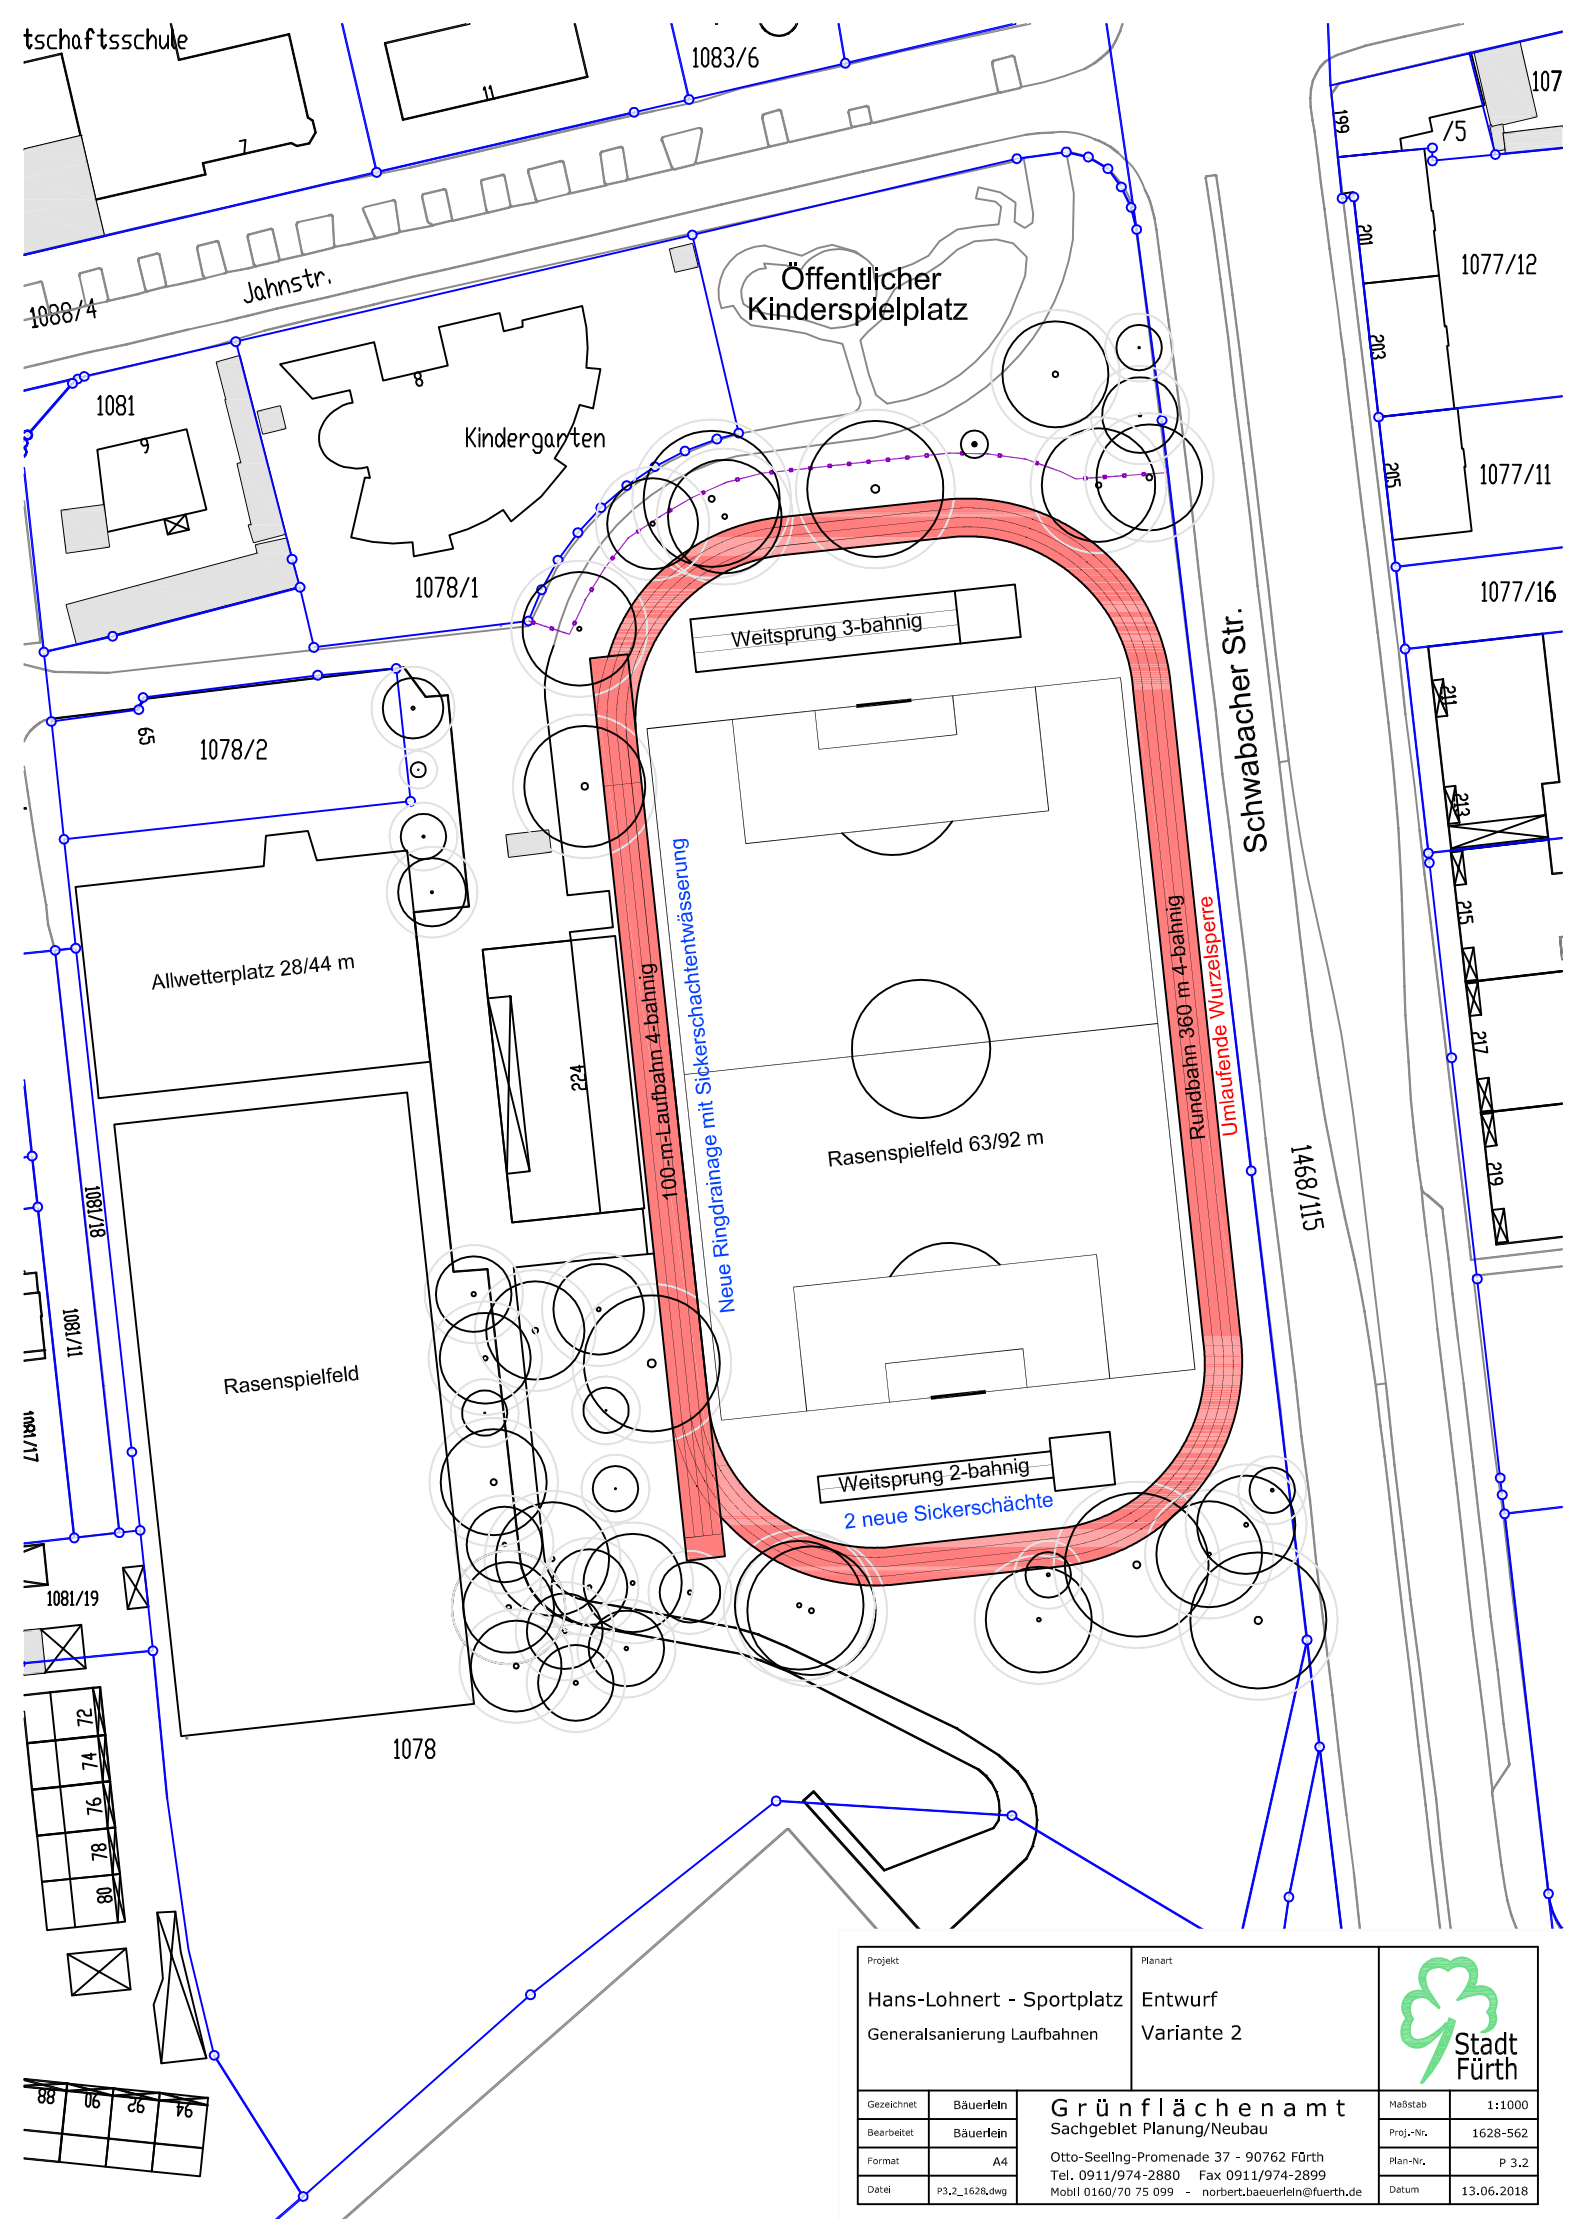 tschaftsschule
1083/6
11
7
107
/5
199
201
1077/12
Jahnstr.
1088/4
Öffentlicher
Kinderspielplatz
203
1081
8
9
Kindergarten
205
1077/11
1078/1
1077/16
Weitsprung 3-bahnig
Schwabacher Str.
211
65
1078/2
213
215
Allwetterplatz 28/44 m
Neue Ringdrainage mit Sickerschachtentwässerung
100-m-Laufbahn 4-bahnig
Rundbahn 360 m 4-bahnig
Umlaufende Wurzelsperre
224
217
Rasenspielfeld 63/92 m
219
1468/115
1081/18
1081/11
Rasenspielfeld
1081/17
Weitsprung 2-bahnig
2 neue Sickerschächte
1081/19
72
74
76
78
80
1078
88
90
92
94
Projekt
Hans-Lohnert - Sportplatz
Generalsanierung Laufbahnen
Planart
Entwurf
Variante 2
Stadt
Fürth
Gezeichnet Bäuerlein
Bearbeitet Bäuerlein
Format A4
Datei P3.2_1628.dwg
Grünflächenamt
Sachgebiet Planung/Neubau
Otto-Seeling-Promenade 37 - 90762 Fürth
Tel. 0911/974-2880 Fax 0911/974-2899
Mobil 0160/70 75 099 - norbert.baeuerlein@fuerth.de
Maßstab 1:1000
Proj.-Nr. 1628-562
Plan-Nr. P 3.2
Datum 13.06.2018